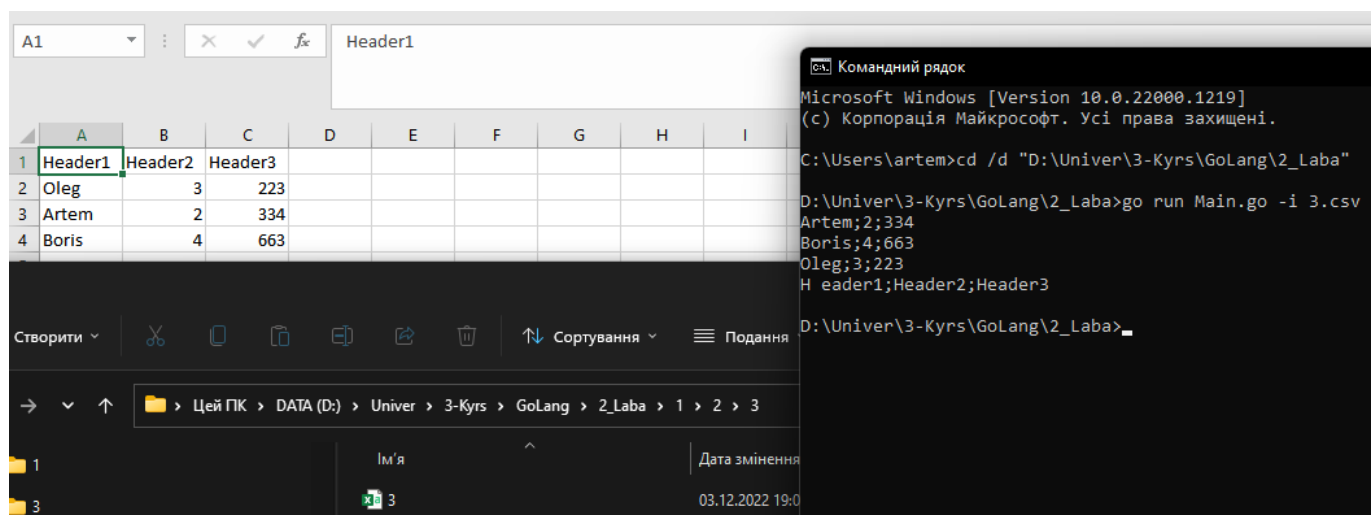 A1 fx Header1
A B C D E F G H I
1 Header1 Header2 Header3
2 Oleg 3 223
3 Artem 2 334
4 Boris 4 663
Створити Сортування Подання
Цей ПК > DATA (D:) > Univer > 3-Kyrs > GoLang > 2_Laba > 1 > 2 > 3
Ім'я Дата змінення
1
3 03.12.2022 19:0
3
Командний рядок
Microsoft Windows [Version 10.0.22000.1219]
(c) Корпорація Майкрософт. Усі права захищені.
C:\Users\artem>cd /d "D:\Univer\3-Kyrs\GoLang\2_Laba"
D:\Univer\3-Kyrs\GoLang\2_Laba>go run Main.go -i 3.csv
Artem;2;334
Boris;4;663
Oleg;3;223
H eader1;Header2;Header3
D:\Univer\3-Kyrs\GoLang\2_Laba>